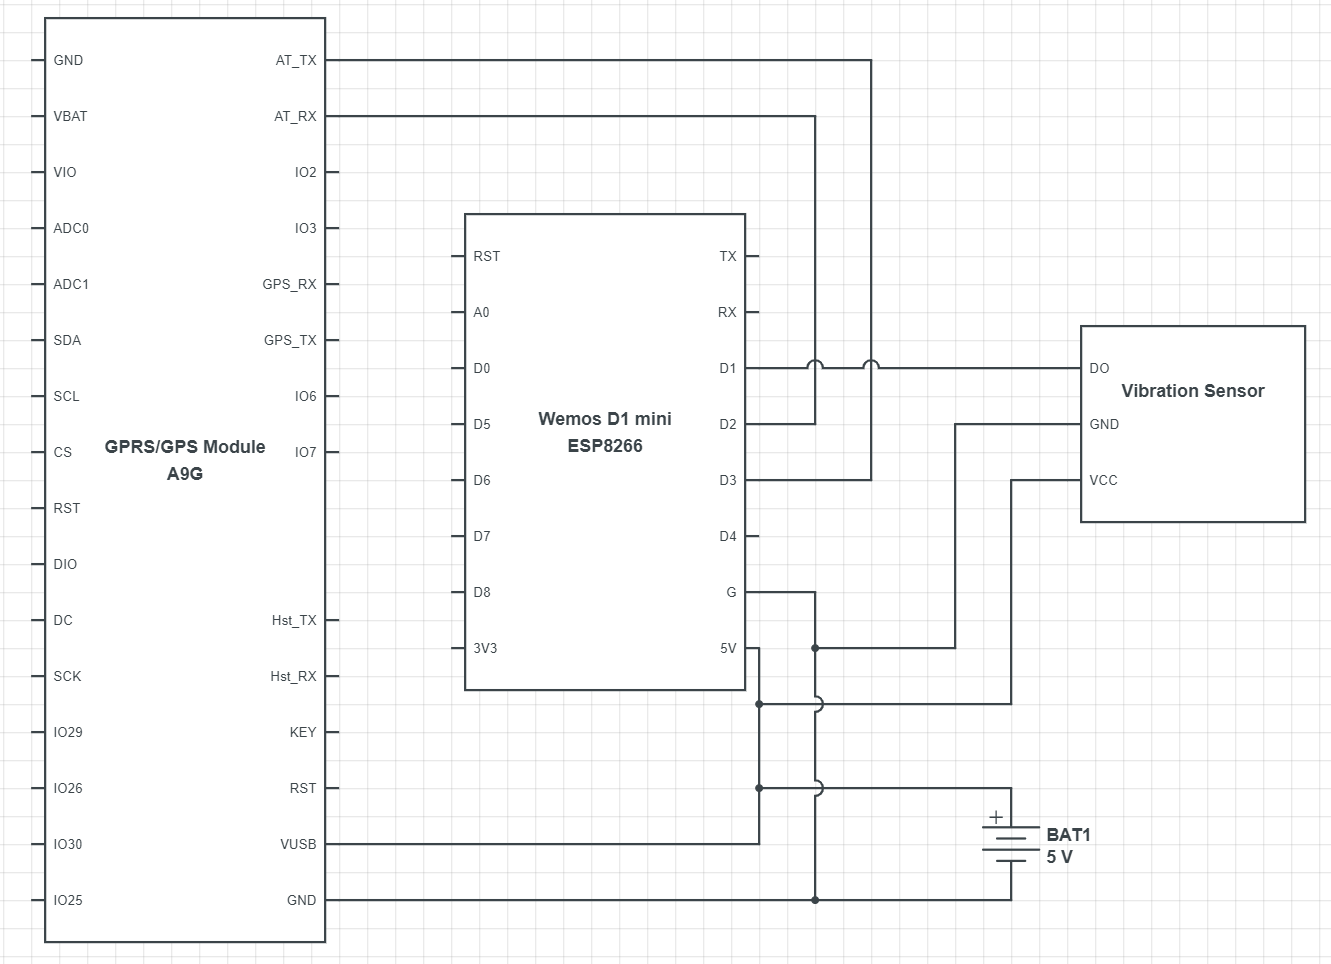 GND
VBAT
VIO
ADC0
ADC1
SDA
SCL
CS
RST
DIO
DC
SCK
IO29
IO26
IO30
IO25
GPRS/GPS Module
A9G
AT_TX
AT_RX
IO2
IO3
GPS_RX
GPS_TX
IO6
IO7
Hst_TX
Hst_RX
KEY
RST
VUSB
GND
RST
A0
D0
D5
D6
D7
D8
3V3
Wemos D1 mini
ESP8266
TX
RX
D1
D2
D3
D4
G
5V
DO
Vibration Sensor
GND
VCC
+
BAT1
5 V